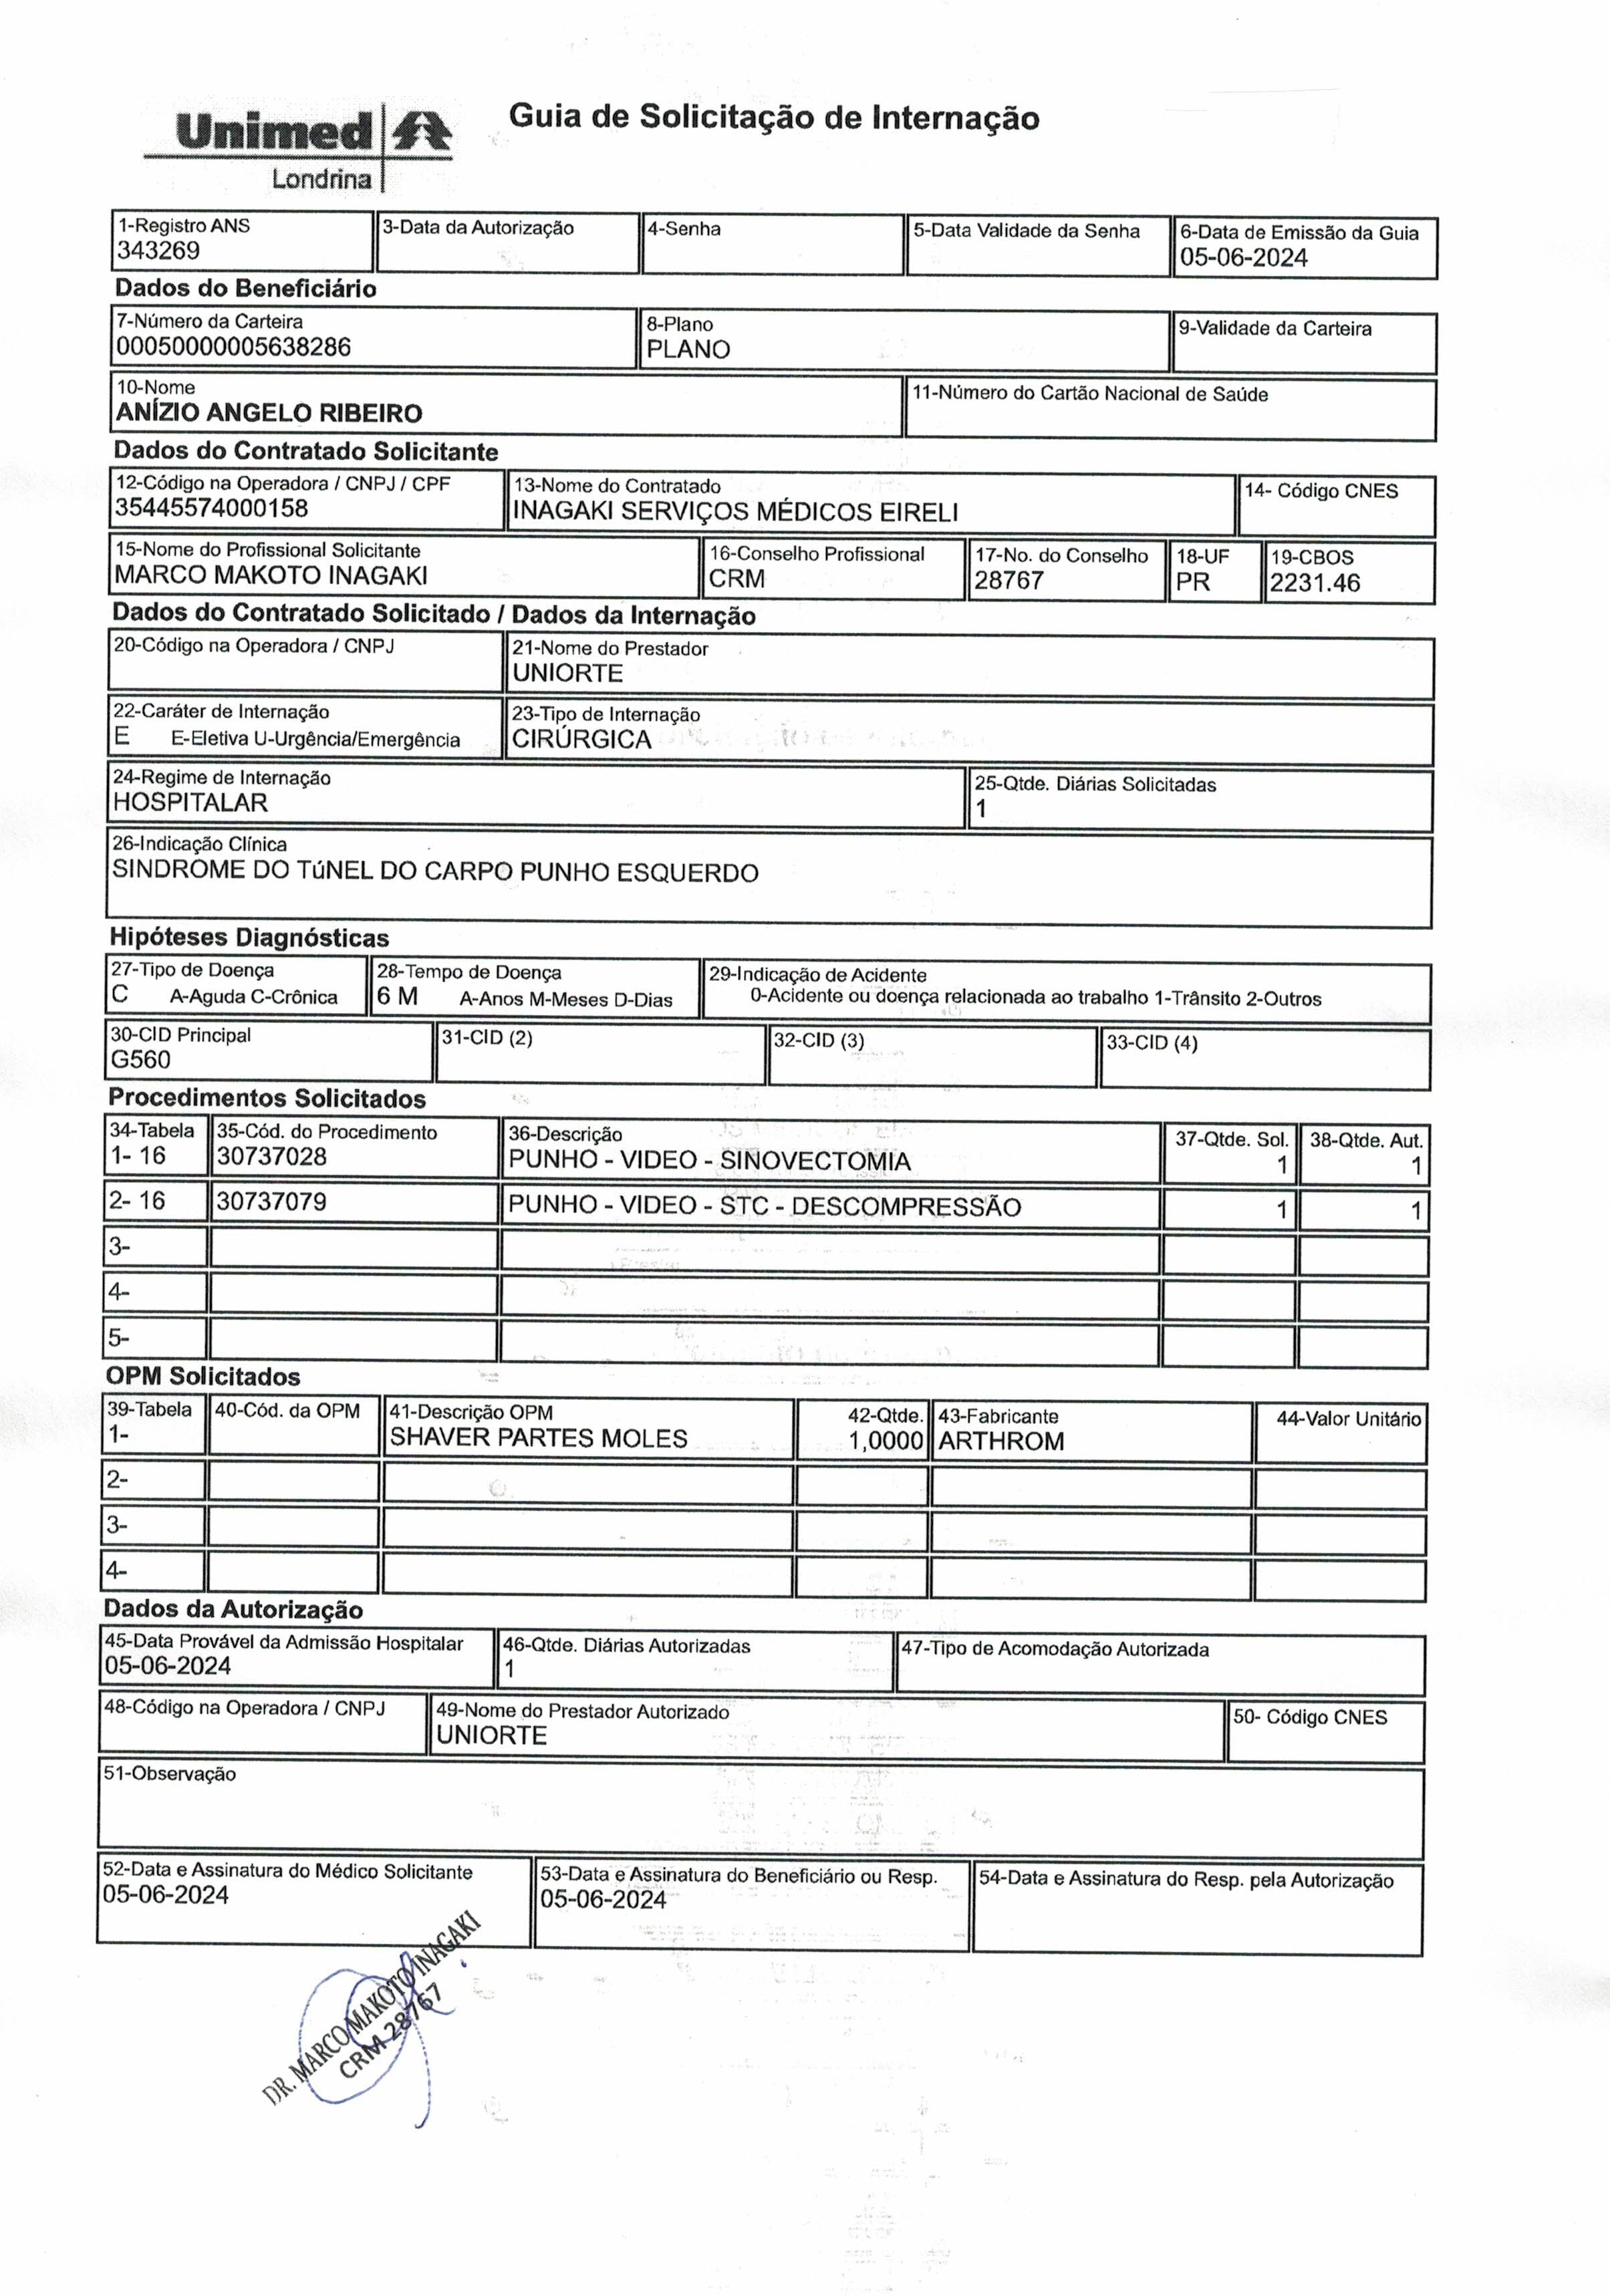 Unimed
Londrina
Guia de Solicitação de Internação
1-Registro ANS
343269
3-Data da Autorização
4-Senha
5-Data Validade da Senha
6-Data de Emissão da Guia
05-06-2024
Dados do Beneficiário
7-Número da Carteira
00050000005638286
8-Plano
PLANO
9-Validade da Carteira
10-Nome
ANÍZIO ANGELO RIBEIRO
11-Número do Cartão Nacional de Saúde
Dados do Contratado Solicitante
12-Código na Operadora / CNPJ / CPF
35445574000158
13-Nome do Contratado
INAGAKI SERVIÇOS MÉDICOS EIRELI
14- Código CNES
15-Nome do Profissional Solicitante
MARCO MAKOTO INAGAKI
16-Conselho Profissional
CRM
17-No. do Conselho
28767
18-UF
PR
19-CBOS
2231.46
Dados do Contratado Solicitado / Dados da Internação
20-Código na Operadora / CNPJ
21-Nome do Prestador
UNIORTE
22-Caráter de Internação
E E-Eletiva U-Urgência/Emergência
23-Tipo de Internação
CIRÚRGICA
24-Regime de Internação
HOSPITALAR
25-Qtde. Diárias Solicitadas
1
26-Indicação Clínica
SINDROME DO TúNEL DO CARPO PUNHO ESQUERDO
Hipóteses Diagnósticas
27-Tipo de Doença
C A-Aguda C-Crônica
28-Tempo de Doença
6 M A-Anos M-Meses D-Dias
29-Indicação de Acidente
0-Acidente ou doença relacionada ao trabalho 1-Trânsito 2-Outros
30-CID Principal
G560
31-CID (2)
32-CID (3)
33-CID (4)
Procedimentos Solicitados
34-Tabela 35-Cód. do Procedimento 36-Descrição 37-Qtde. Sol. 38-Qtde. Aut.
1- 16 30737028 PUNHO - VIDEO - SINOVECTOMIA 1 1
2- 16 30737079 PUNHO - VIDEO - STC - DESCOMPRESSÃO 1 1
3-
4-
5-
OPM Solicitados
39-Tabela 40-Cód. da OPM 41-Descrição OPM 42-Qtde. 43-Fabricante 44-Valor Unitário
1- SHAVER PARTES MOLES 1,0000 ARTHROM
2-
3-
4-
Dados da Autorização
45-Data Provável da Admissão Hospitalar
05-06-2024
46-Qtde. Diárias Autorizadas
1
47-Tipo de Acomodação Autorizada
48-Código na Operadora / CNPJ
49-Nome do Prestador Autorizado
UNIORTE
50- Código CNES
51-Observação
52-Data e Assinatura do Médico Solicitante
05-06-2024
53-Data e Assinatura do Beneficiário ou Resp.
05-06-2024
54-Data e Assinatura do Resp. pela Autorização
DR. MARCO MAKOTO INAGAKI
CRM 28767